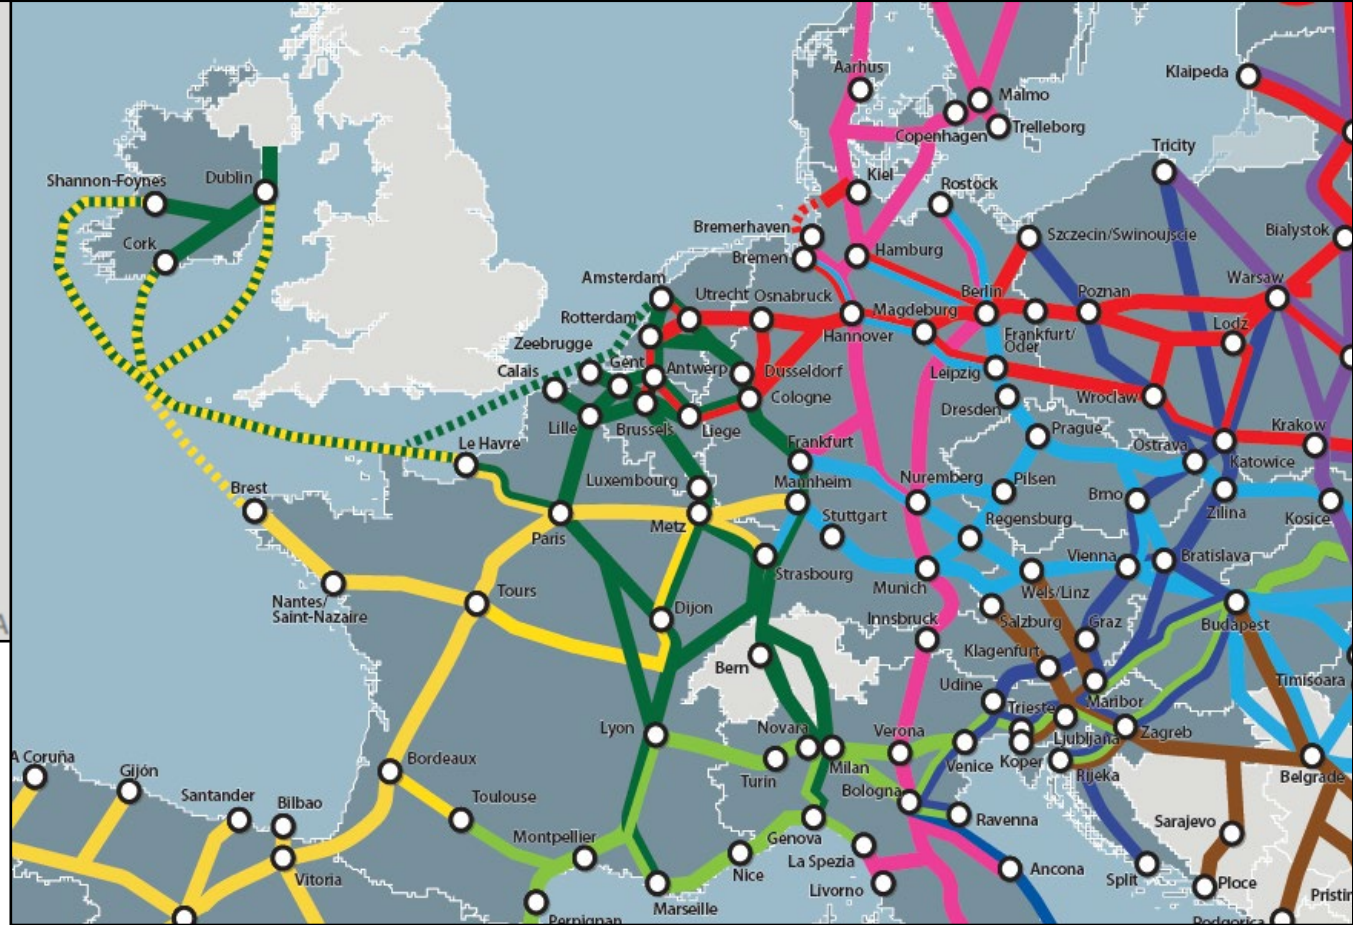 Aarhus
Malmo
Copenhagen
Trelleborg
Klaipeda
Tricity
Shannon-Foynes
Dublin
Cork
Kiel
Rostock
Bremerhaven
Bremen
Hamburg
Szczecin/Swinoujscie
Bialystok
Amsterdam
Utrecht
Osnabruck
Rotterdam
Hannover
Magdeburg
Berlin
Frankfurt/
Oder
Poznan
Warsaw
Lodz
Zeebrugge
Gent
Antwerp
Dusseldorf
Calais
Cologne
Leipzig
Wroclaw
Lille
Brussels
Liege
Dresden
Le Havre
Frankfurt
Prague
Ostrava
Katowice
Krakow
Brest
Luxembourg
Mannheim
Nuremberg
Pilsen
Brno
Zilina
Kosice
Paris
Metz
Stuttgart
Regensburg
Strasbourg
Munich
Vienna
Bratislava
Wels/Linz
Nantes/
Saint-Nazaire
Tours
Dijon
Innsbruck
Salzburg
Graz
Budapest
Bern
Klagenfurt
Udine
Maribor
Timisoara
Lyon
Novara
Verona
Trieste
Ljubljana
Zagreb
Turin
Milan
Venice
Koper
Rijeka
Belgrade
A Coruña
Gijón
Bordeaux
Bologna
Santander
Bilbao
Toulouse
Ravenna
Sarajevo
Montpellier
Genova
La Spezia
Nice
Vitoria
Livorno
Ancona
Split
Ploce
Pristin
Marseille
Perpignan
Podgorica
A